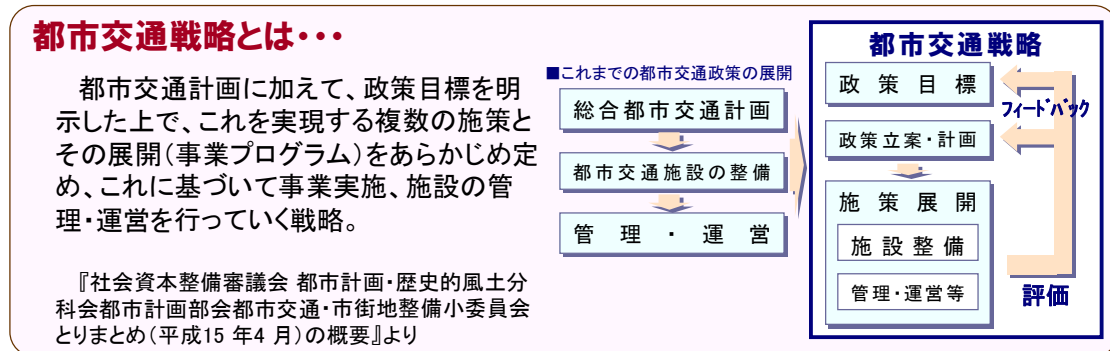 都市交通戦略とは・・・
都市交通計画に加えて、政策目標を明
示した上で、これを実現する複数の施策と
その展開(事業プログラム)をあらかじめ定
め、これに基づいて事業実施、施設の管
理・運営を行っていく戦略。
『社会資本整備審議会 都市計画・歴史的風土分
科会都市計画部会都市交通・市街地整備小委員会
とりまとめ(平成15 年4 月)の概要』より
■これまでの都市交通政策の展開
総合都市交通計画
都市交通施設の整備
管理・運営
都市交通戦略
政策目標
フィードバック
政策立案・計画
施策展開
施設整備
管理・運営等
評価